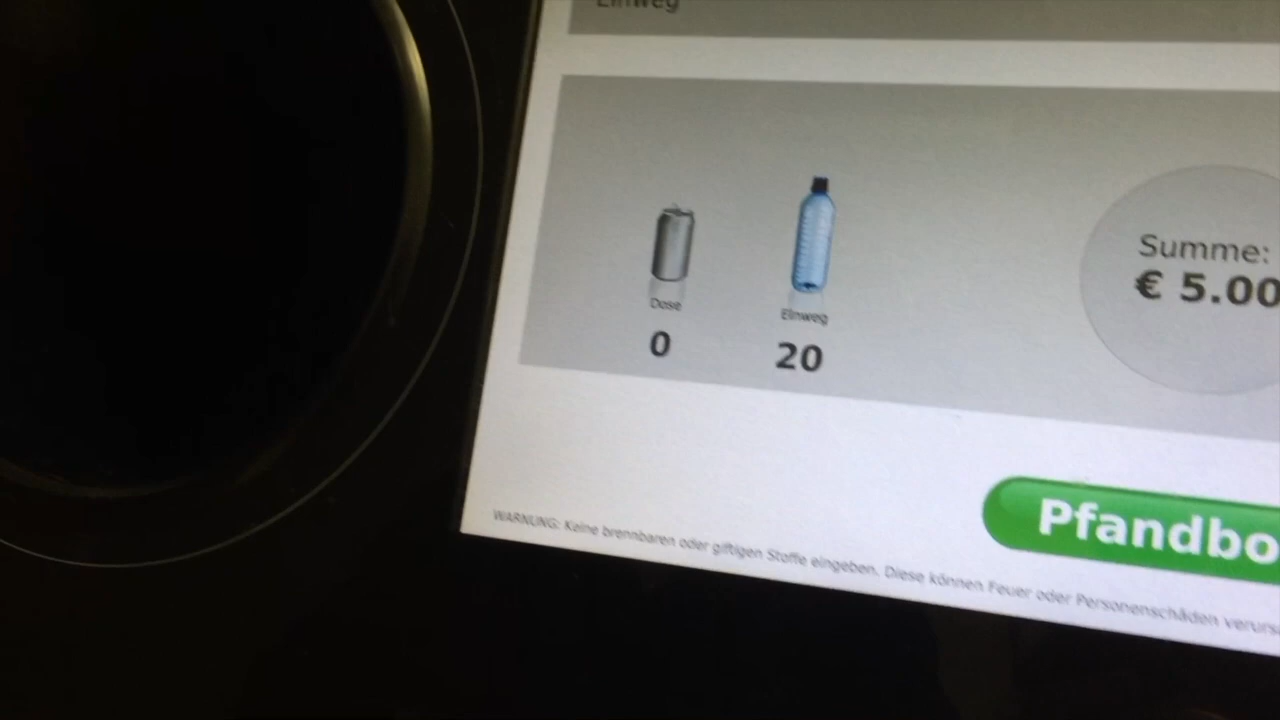 Einweg
Summe:
€ 5.00
Dose
Einweg
0
20
Pfandbo
WARNUNG: Keine brennbaren oder giftigen Stoffe eingeben. Diese können Feuer oder Personenschäden verurs